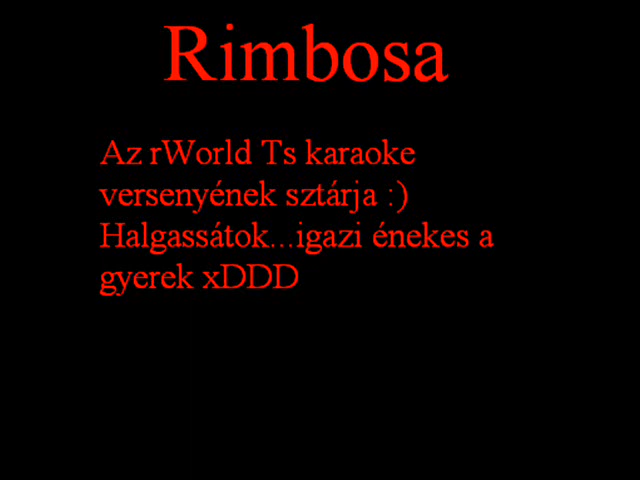 Rimbosa
Az rWorld Ts karaoke
versenyének sztárja :)
Halgassátok...igazi énekes a
gyerek xDDD